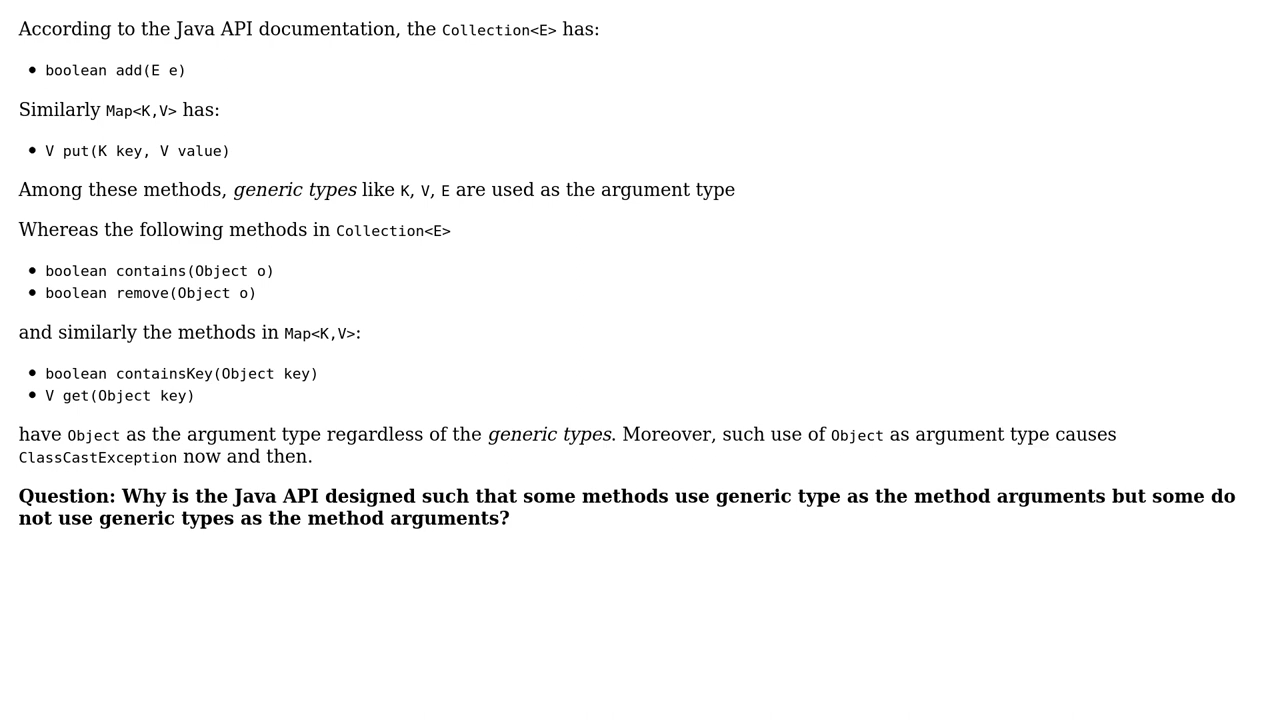 According to the Java API documentation, the Collection<E> has:
• boolean add(E e)
Similarly Map<K,V> has:
• V put(K key, V value)
Among these methods, generic types like K, V, E are used as the argument type
Whereas the following methods in Collection<E>
• boolean contains(Object o)
• boolean remove(Object o)
and similarly the methods in Map<K,V>:
• boolean containsKey(Object key)
• V get(Object key)
have Object as the argument type regardless of the generic types. Moreover, such use of Object as argument type causes
ClassCastException now and then.
Question: Why is the Java API designed such that some methods use generic type as the method arguments but some do
not use generic types as the method arguments?